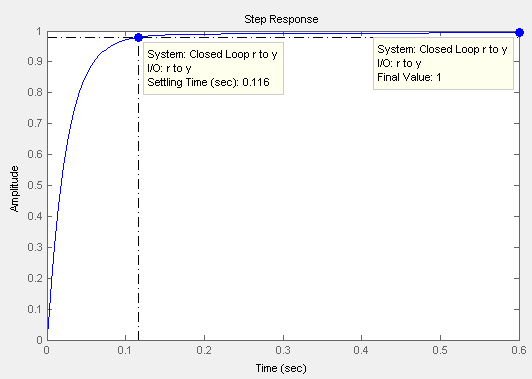 Step Response
System: Closed Loop r to y
I/O: r to y
Settling Time (sec): 0.116
System: Closed Loop r to y
I/O: r to y
Final Value: 1
Amplitude
1
0.9
0.8
0.7
0.6
0.5
0.4
0.3
0.2
0.1
0
0 0.1 0.2 0.3 0.4 0.5 0.6
Time (sec)